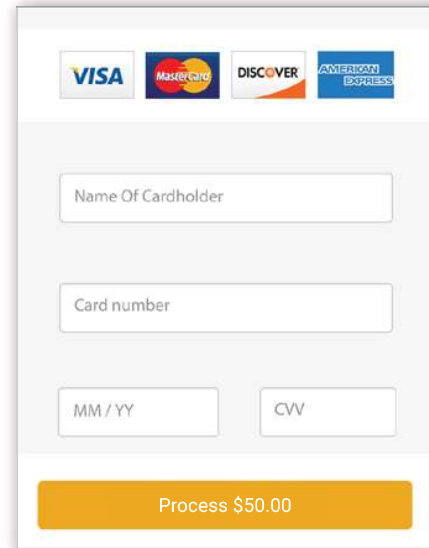 VISA MasterCard DISCOVER AMERICAN EXPRESS
Name Of Cardholder
Card number
MM / YY CVV
Process $50.00